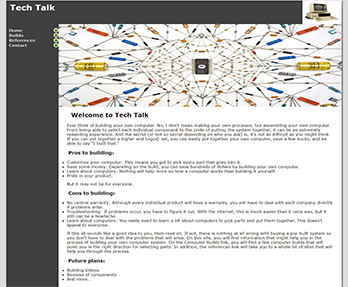 Tech Talk
Home
Builds
References
Contact
Welcome to Tech Talk
Ever think of building your own computer. No, I don't mean making your own processor, but assembling your own computer.
From being able to select each individual component to the pride of putting the system together, it can be an extremely
rewarding experience. And the secret (or not so secret depending on who you ask) is, it's not as difficult as you might think.
If you can put together a higher end Lego© set, you can easily put together your own computer, save a few bucks, and be
able to say "I built that."
Pros to building:
Customize your computer: This means you get to pick every part that goes into it.
Save some money: Depending on the build, you can save hundreds of dollars by building your own computer.
Learn about computers: Nothing will help more on how a computer works than building it yourself.
Pride in your product.
But it may not be for everyone.
Cons to building:
No central warranty: Although every individual product will have a warranty, you will have to deal with each company directly
if problems arise.
Troubleshooting: If problems occur, you have to figure it out. With the internet, this is much easier than it once was, but it
still can be a headache.
Learn about computers: You really need to learn a bit about computers to pick parts and put them together. This doesn't
appeal to everyone.
If this all sounds like a good idea to you, then read on. If not, there is nothing at all wrong with buying a pre-built system so
you don't have to deal with the problems that will arise. On this site, you will find information that might help you in the
process of building your own computer system. On the Computer Builds link, you will find a few computer builds that will
point you in the right direction for selecting parts. In addition, the references link will take you to a whole lot of sites that will
help you through the process.
Future plans:
Building Videos
Reviews of components
And more...